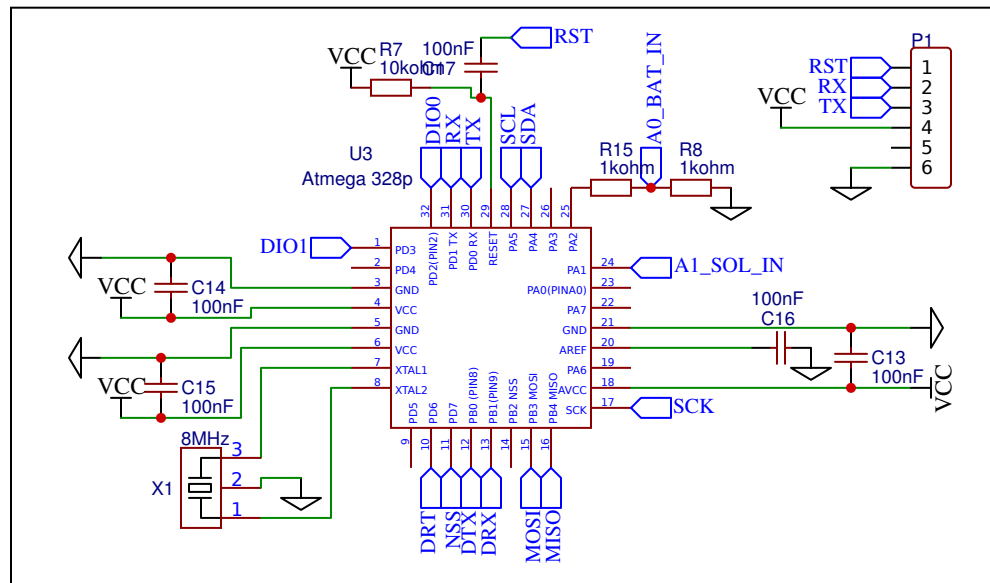 RST
VCC
R7
10kohm
100nF
C17
P1
RST
RX
TX
VCC
1
2
3
4
5
6
DIO0
RX
TX
SCL
SDA
A0_BAT_IN
U3
Atmega 328p
R15
1kohm
R8
1kohm
32
31
30
29
28
27
26
25
PD2(PIN2)
PD1 TX
PD0 RX
RESET
PA5
PA4
PA3
PA2
DIO1
1
PD3
2
PD4
3
GND
4
VCC
5
GND
6
VCC
7
XTAL1
8
XTAL2
PA1
24
A1_SOL_IN
PA0(PINA0)
23
PA7
22
GND
21
AREF
20
PA6
19
AVCC
18
SCK
17
SCK
C14
100nF
VCC
C15
100nF
VCC
100nF
C16
C13
100nF
VCC
8MHz
X1
3
2
1
PD5
PD6
PD7
PB0 (PIN8)
PB1(PIN9)
PB2 NSS
PB3 MOSI
PB4 MISO
9
10
11
12
13
14
15
16
DRT
NSS
DTX
DRX
MOSI
MISO